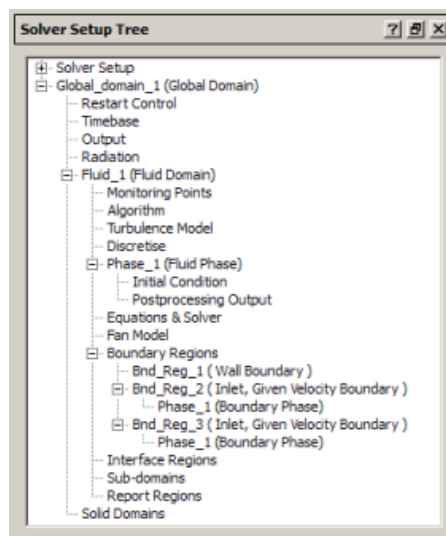 Solver Setup Tree
Solver Setup
Global_domain_1 (Global Domain)
Restart Control
Timebase
Output
Radiation
Fluid_1 (Fluid Domain)
Monitoring Points
Algorithm
Turbulence Model
Discretise
Phase_1 (Fluid Phase)
Initial Condition
Postprocessing Output
Equations & Solver
Fan Model
Boundary Regions
Bnd_Reg_1 ( Wall Boundary )
Bnd_Reg_2 ( Inlet, Given Velocity Boundary )
Phase_1 (Boundary Phase)
Bnd_Reg_3 ( Inlet, Given Velocity Boundary )
Phase_1 (Boundary Phase)
Interface Regions
Sub-domains
Report Regions
Solid Domains